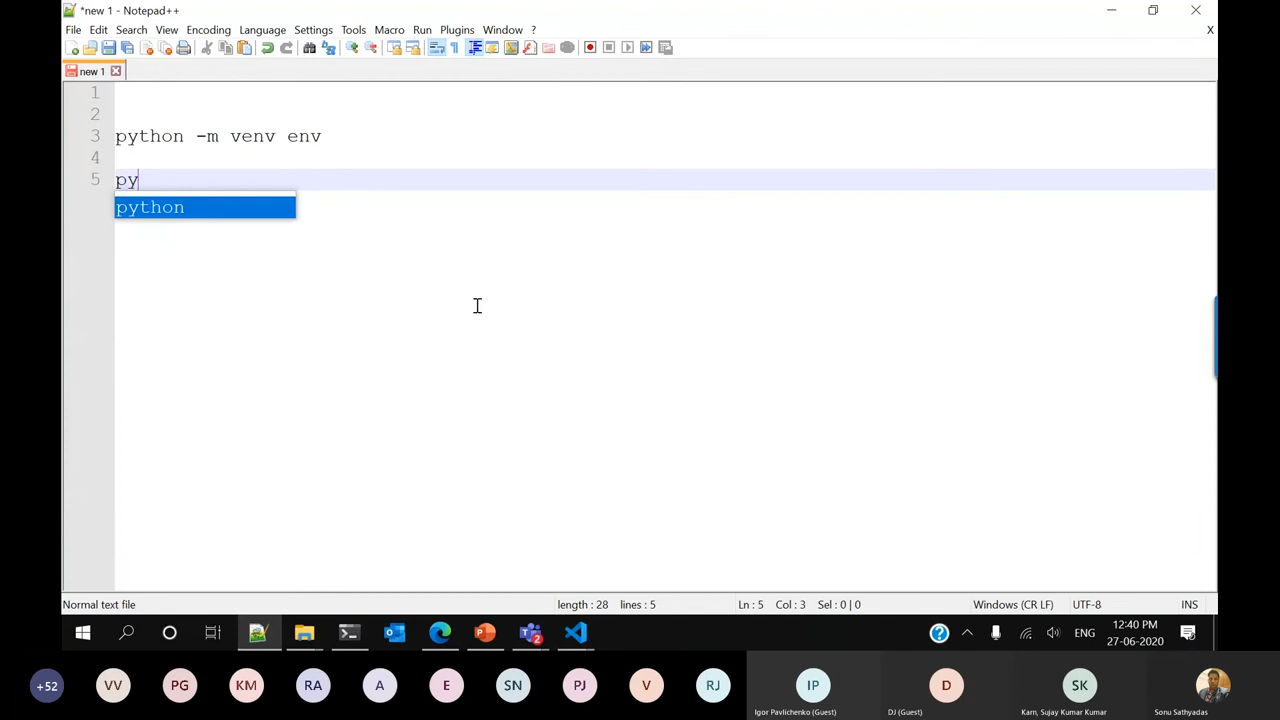 *new 1 - Notepad++
File Edit Search View Encoding Language Settings Tools Macro Run Plugins Window ? X
new 1
1
2
3 python -m venv env
4
5 py
python
Normal text file length : 28 lines : 5 Ln : 5 Col : 3 Sel : 0 | 0 Windows (CR LF) UTF-8 INS
2 ENG 12:40 PM
27-06-2020
+52 VV PG KM RA A E SN PJ V RJ IP D SK
Igor Pavlichenko (Guest) DJ (Guest) Karn, Sujay Kumar Kumar Sonu Sathyadas